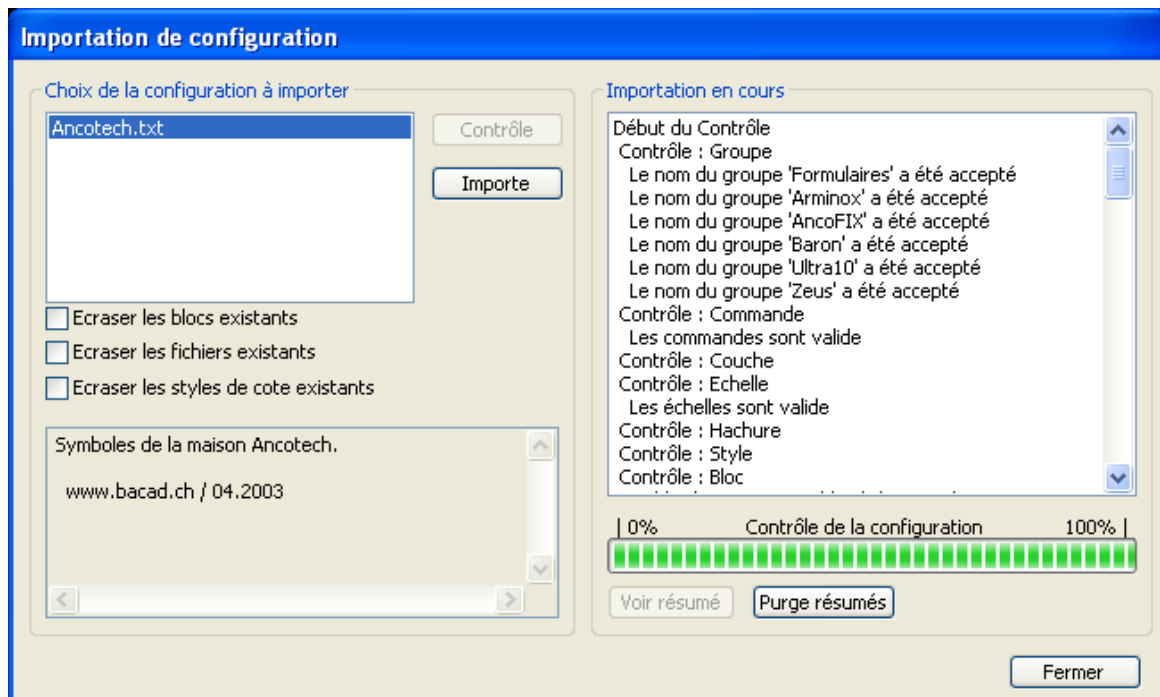 Importation de configuration
Choix de la configuration à importer
Ancotech.txt
Contrôle
Importe
Ecraser les blocs existants
Ecraser les fichiers existants
Ecraser les styles de cote existants
Symboles de la maison Ancotech.
www.bacad.ch / 04.2003
Importation en cours
Début du Contrôle
Contrôle : Groupe
Le nom du groupe 'Formulaires' a été accepté
Le nom du groupe 'Arminox' a été accepté
Le nom du groupe 'AncoFIX' a été accepté
Le nom du groupe 'Baron' a été accepté
Le nom du groupe 'Ultra10' a été accepté
Le nom du groupe 'Zeus' a été accepté
Contrôle : Commande
Les commandes sont valide
Contrôle : Couche
Contrôle : Echelle
Les échelles sont valide
Contrôle : Hachure
Contrôle : Style
Contrôle : Bloc
| 0% Contrôle de la configuration 100% |
Voir résumé
Purge résumés
Fermer